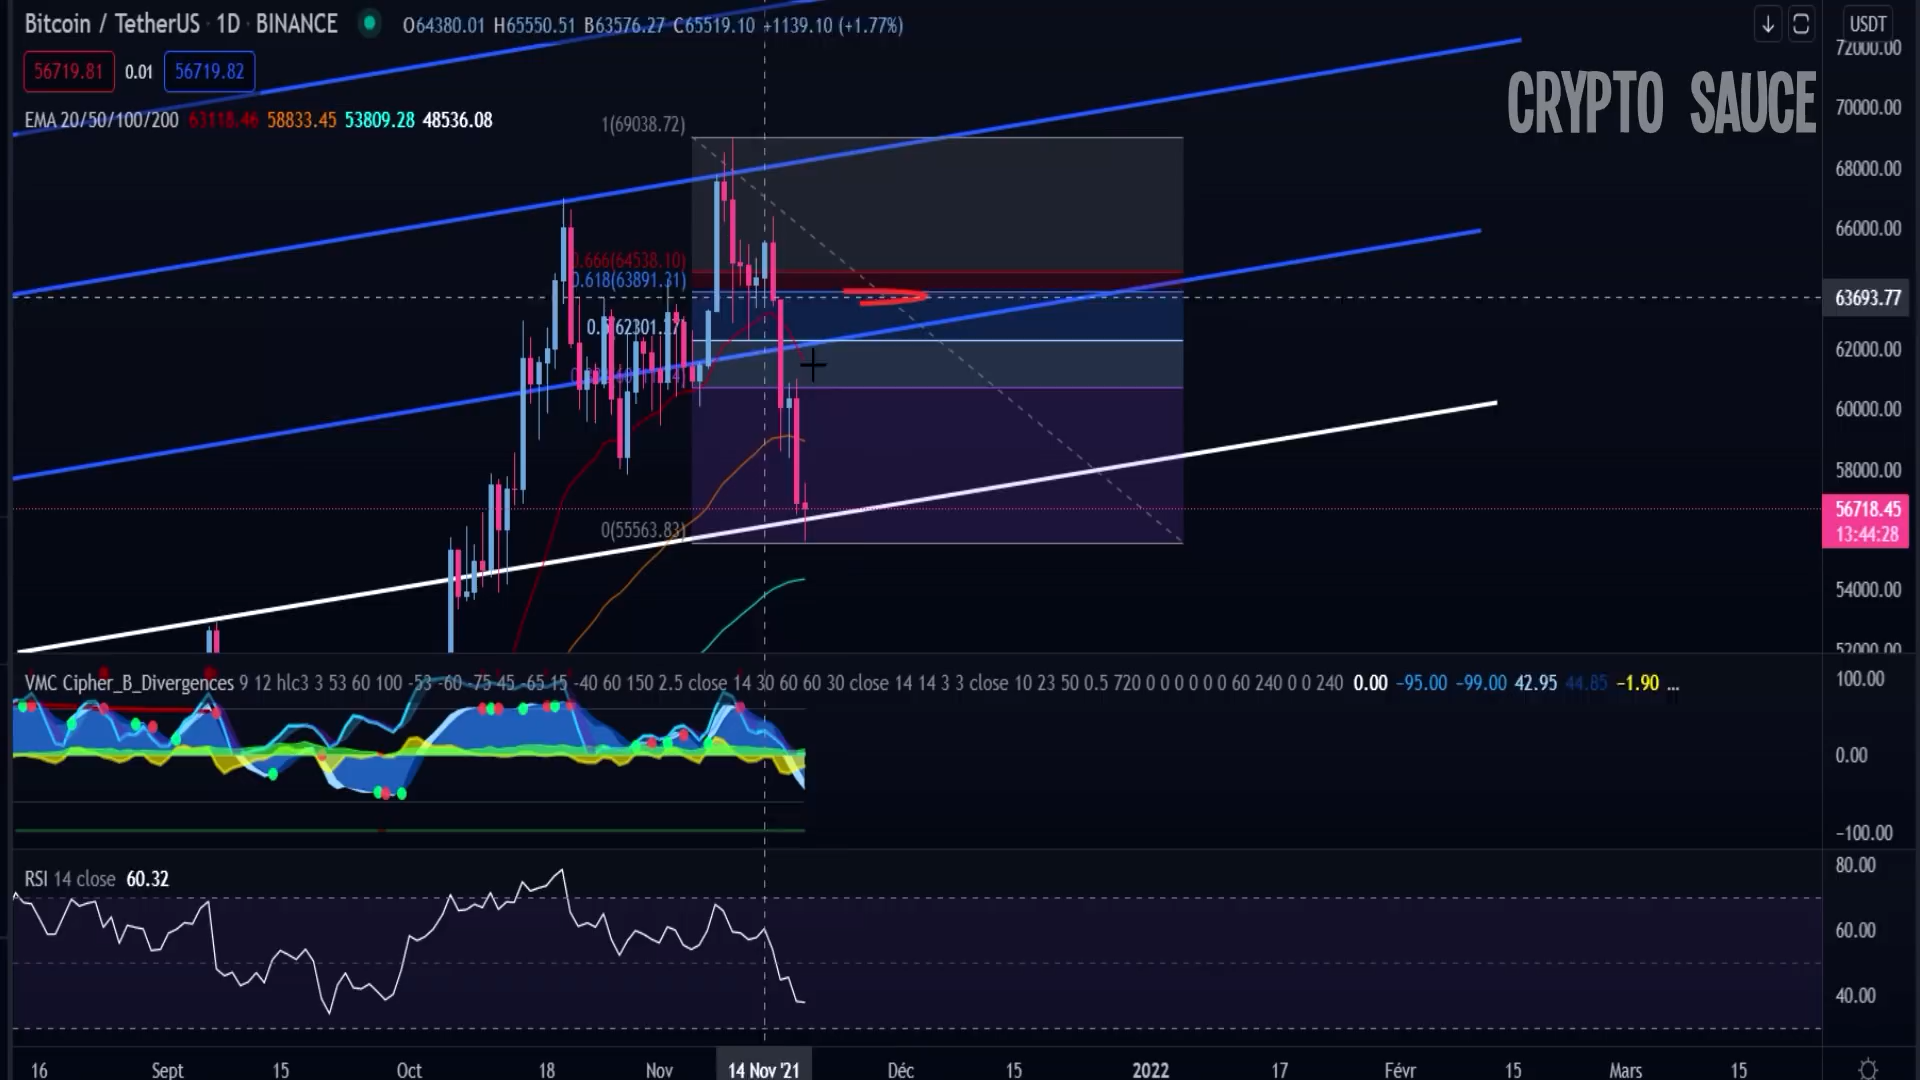 Bitcoin / TetherUS · 1D · BINANCE O64380.01 H65550.51 B63576.27 C65519.10 +1139.10 (+1.77%)
USDT
56719.81 0.01 56719.82
EMA 20/50/100/200 63118.46 58833.45 53809.28 48536.08
CRYPTO SAUCE
72000.00
70000.00
68000.00
66000.00
63693.77
62000.00
60000.00
58000.00
56718.45
13:44:28
54000.00
52000.00
1(69038.72)
0.666(64538.10)
0.618(63891.31)
0(55563.83)
VMC Cipher_B_Divergences 9 12 hlc3 3 53 60 100 -53 -60 -75 45 -65 15 -40 60 150 2.5 close 14 30 60 60 30 close 14 14 3 3 close 10 23 50 0.5 720 0 0 0 0 0 0 60 240 0 0 240 0.00 −95.00 −99.00 42.95 44.85 −1.90 ...
100.00
0.00
−100.00
RSI 14 close 60.32
80.00
60.00
40.00
16 Sept 15 Oct 18 Nov 14 Nov '21 Déc 15 2022 17 Févr 15 Mars 15